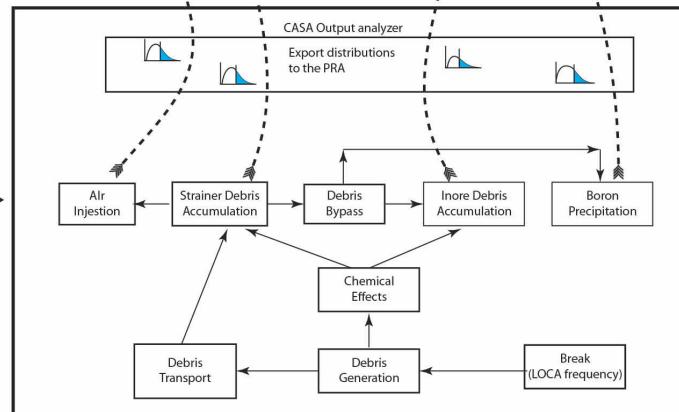 CASA Output analyzer
Export distributions
to the PRA
AIr
Injestion
Strainer Debris
Accumulation
Debris
Bypass
Inore Debris
Accumulation
Boron
Precipitation
Chemical
Effects
Debris
Transport
Debris
Generation
Break
(LOCA frequency)